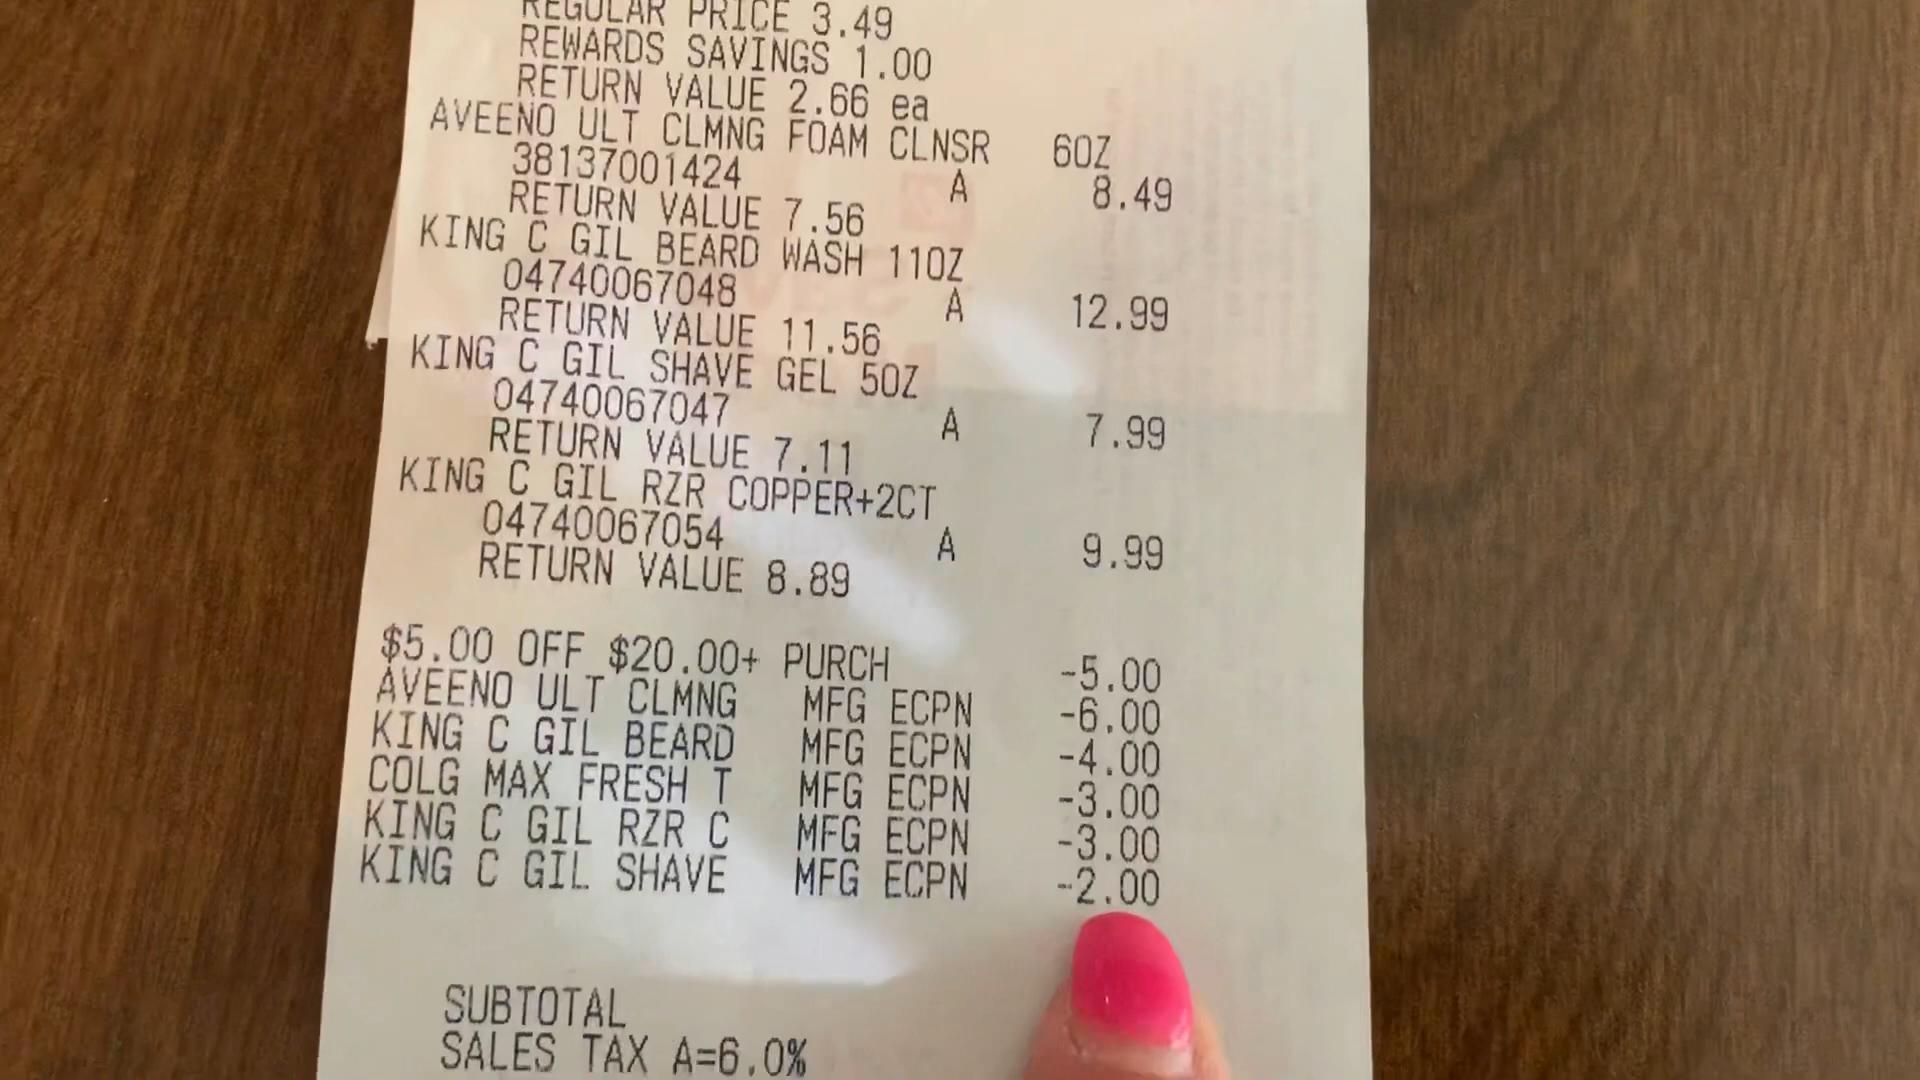 REGULAR PRICE 3.49
REWARDS SAVINGS 1.00
RETURN VALUE 2.66 ea
AVEENO ULT CLMNG FOAM CLNSR 6OZ
38137001424 A 8.49
RETURN VALUE 7.56
KING C GIL BEARD WASH 11OZ
04740067048 A 12.99
RETURN VALUE 11.56
KING C GIL SHAVE GEL 5OZ
04740067047 A 7.99
RETURN VALUE 7.11
KING C GIL RZR COPPER+2CT
04740067054 A 9.99
RETURN VALUE 8.89
$5.00 OFF $20.00+ PURCH -5.00
AVEENO ULT CLMNG MFG ECPN -6.00
KING C GIL BEARD MFG ECPN -4.00
COLG MAX FRESH T MFG ECPN -3.00
KING C GIL RZR C MFG ECPN -3.00
KING C GIL SHAVE MFG ECPN -2.00
SUBTOTAL
SALES TAX A=6.0%